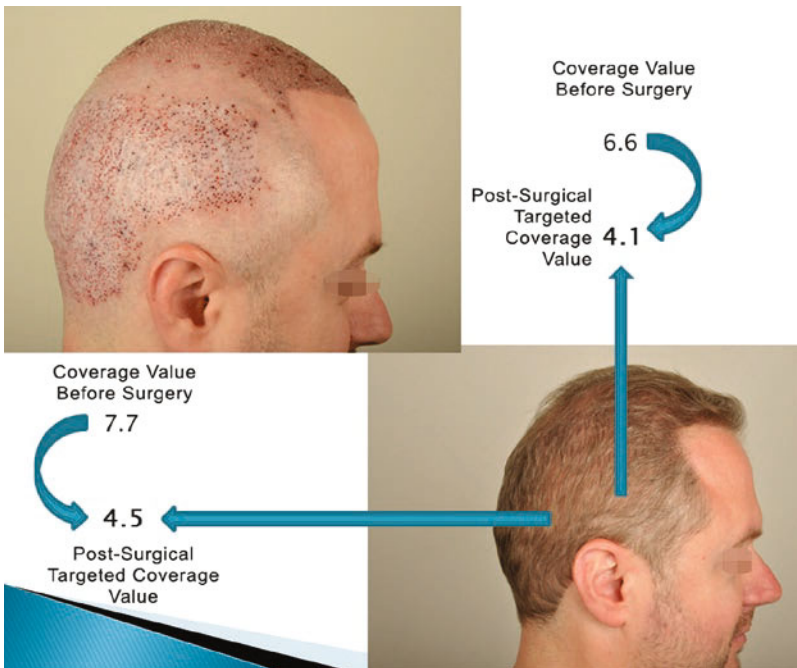 Coverage Value
Before Surgery
6.6
Post-Surgical
Targeted
Coverage
Value
4.1
Coverage Value
Before Surgery
7.7
4.5
Post-Surgical
Targeted Coverage
Value